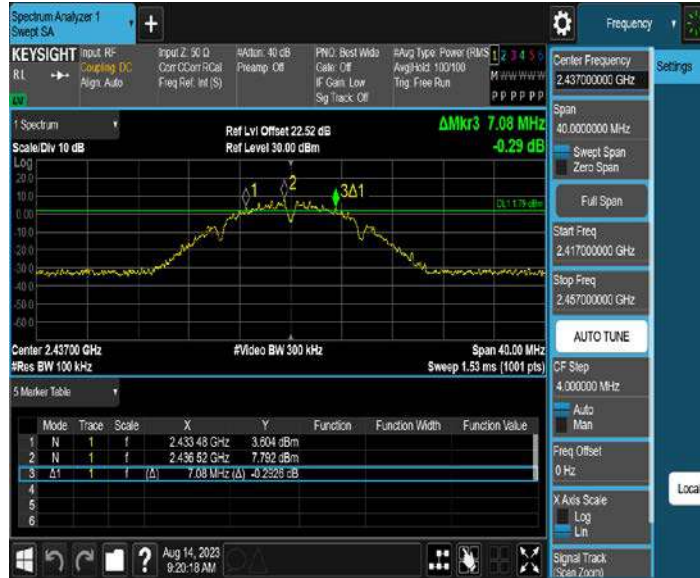 Spectrum Analyzer 1
Swept SA
Frequency
KEYSIGHT
RL
Input: RF
Coupling: DC
Align: Auto
Input Z: 50 Ω
Corr CCorr RCal
Freq Ref: Int (S)
#Atten: 40 dB
Preamp: Off
PNO: Best Wide
Gate: Off
IF Gain: Low
Sig Track: Off
#Avg Type: Power (RMS
Avg|Hold: 100/100
Trig: Free Run
1 2 3 4 5 6
M W W W W W
P P P P P P
Center Frequency
2.437000000 GHz
Settings
1 Spectrum
Scale/Div 10 dB
Ref Lvl Offset 22.52 dB
Ref Level 30.00 dBm
ΔMkr3 7.08 MHz
-0.29 dB
Span
40.0000000 MHz
Swept Span
Zero Span
Full Span
Start Freq
2.417000000 GHz
Stop Freq
2.457000000 GHz
AUTO TUNE
CF Step
4.000000 MHz
Auto
Man
Freq Offset
0 Hz
X Axis Scale
Log
Lin
Signal Track
(Span Zoom)
Local
Log
20.0
10.0
0.00
-10.0
-20.0
-30.0
-40.0
-50.0
-60.0
1
2
3Δ1
DL1 1.79 dBm
Center 2.43700 GHz
#Video BW 300 kHz
Span 40.00 MHz
#Res BW 100 kHz
Sweep 1.53 ms (1001 pts)
5 Marker Table
Mode Trace Scale X Y Function Function Width Function Value
1 N 1 f 2.433 48 GHz 3.604 dBm
2 N 1 f 2.436 52 GHz 7.792 dBm
3 Δ1 1 f (Δ) 7.08 MHz (Δ) -0.2926 dB
4
5
6
?
Aug 14, 2023
9:20:18 AM